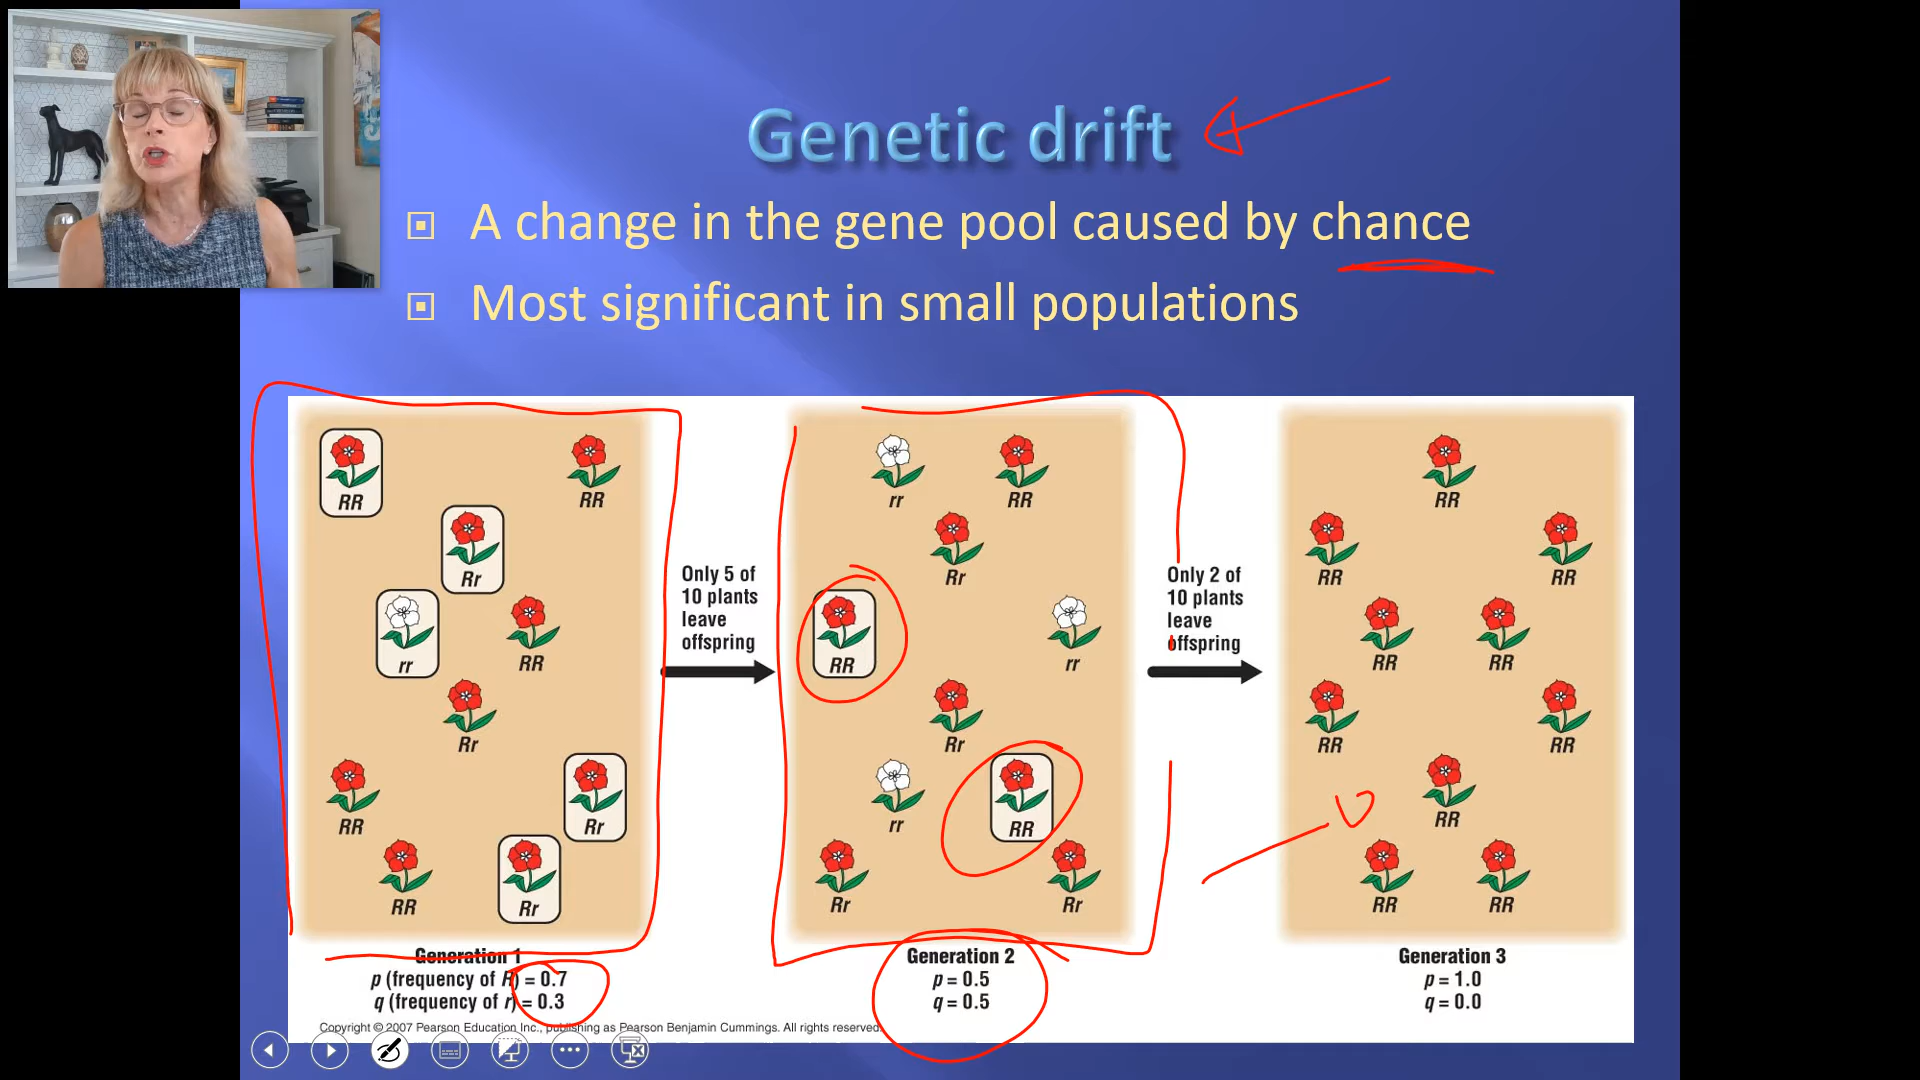 Genetic drift
A change in the gene pool caused by chance
Most significant in small populations
RR
RR
Rr
rr
RR
Rr
RR
Rr
RR
Rr
Generation 1
p (frequency of R) = 0.7
q (frequency of r) = 0.3
Only 5 of
10 plants
leave
offspring
rr
RR
Rr
RR
rr
Rr
rr
RR
Rr
Rr
Generation 2
p = 0.5
q = 0.5
Only 2 of
10 plants
leave
offspring
RR
RR
RR
RR
RR
RR
RR
RR
RR
RR
Generation 3
p = 1.0
q = 0.0
Copyright © 2007 Pearson Education Inc., publishing as Pearson Benjamin Cummings. All rights reserved.